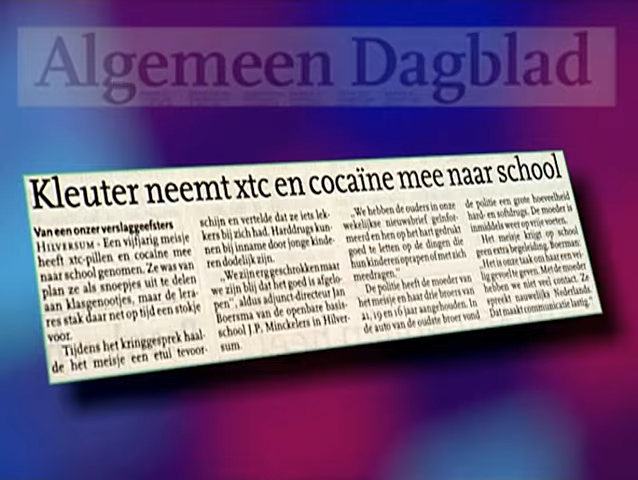 Algemeen Dagblad
Kleuter neemt xtc en cocaïne mee naar school
Van een onzer verslaggeefsters
HILVERSUM - Een vijfjarig meisje
heeft xtc-pillen en cocaïne mee
naar school genomen. Ze was van
plan ze als snoepjes uit te delen
aan klasgenootjes, maar de lera-
res stak daar net op tijd een stokje
voor.
Tijdens het kringgesprek haal-
de het meisje een etui tevoor-
schijn en vertelde dat ze iets lek-
kers bij zich had. Harddrugs kun-
nen bij inname door jonge kinde-
ren dodelijk zijn.
„We zijn erg geschrokken maar
we zijn blij dat het goed is afgelo-
pen”, aldus adjunct-directeur Jan
Boersma van de openbare basis-
school J.P. Minckelers in Hilver-
sum.
„We hebben de ouders in onze
wekelijkse nieuwsbrief geïnfor-
meerd en hen op het hart gedrukt
goed te letten op de dingen die
hun kinderen oprapen of met zich
meedragen.”
De politie heeft de moeder van
het meisje en haar drie broers van
21, 19 en 16 jaar aangehouden. In
de auto van de oudste broer vond
de politie een grote hoeveelheid
hard- en softdrugs. De moeder is
inmiddels weer op vrije voeten.
Het meisje krijgt op school
geen extra begeleiding. Boerman:
„Het is onze taak om haar een vei-
lig gevoel te geven. Met de moeder
hebben we niet veel contact. Ze
spreekt nauwelijks Nederlands.
Dat maakt communicatie lastig.”